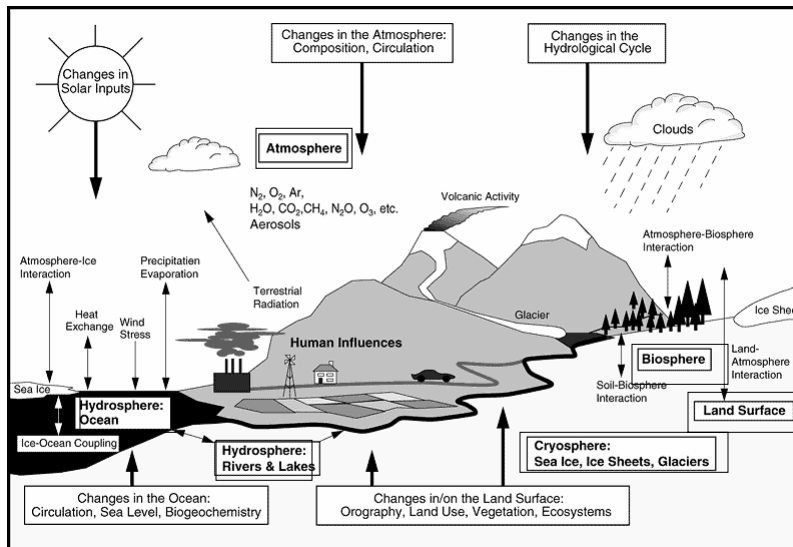 Changes in the Atmosphere:
Composition, Circulation
Changes in the
Hydrological Cycle
Changes in
Solar Inputs
Clouds
Atmosphere
N₂, O₂, Ar,
H₂O, CO₂,CH₄, N₂O, O₃, etc.
Aerosols
Volcanic Activity
Atmosphere-Biosphere
Interaction
Atmosphere-Ice
Interaction
Precipitation
Evaporation
Terrestrial
Radiation
Heat
Exchange
Wind
Stress
Glacier
Ice Shee
Human Influences
Land-
Atmosphere
Interaction
Biosphere
Soil-Biosphere
Interaction
Sea Ice
Hydrosphere:
Ocean
Land Surface
Ice-Ocean Coupling
Hydrosphere:
Rivers & Lakes
Cryosphere:
Sea Ice, Ice Sheets, Glaciers
Changes in the Ocean:
Circulation, Sea Level, Biogeochemistry
Changes in/on the Land Surface:
Orography, Land Use, Vegetation, Ecosystems